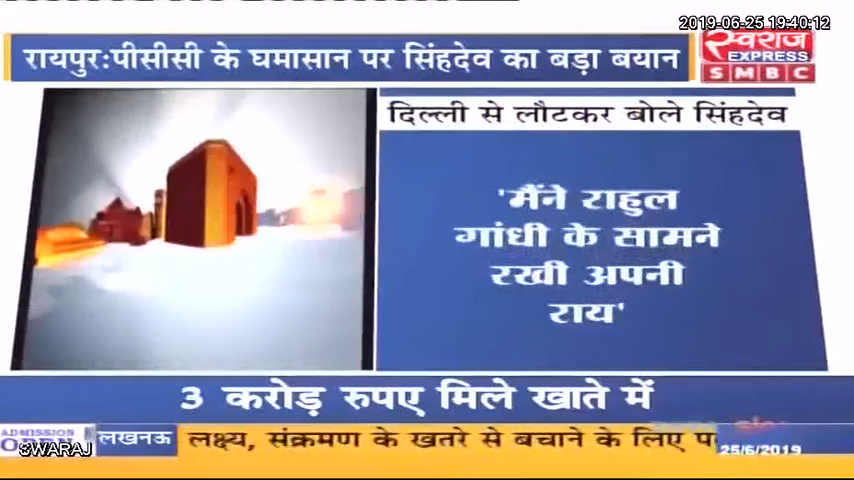 2019-06-25 19:40:12
रायपुर:पीसीसी के घमासान पर सिंहदेव का बड़ा बयान
स्वराज
EXPRESS
SMBC
दिल्ली से लौटकर बोले सिंहदेव
'मैंने राहुल
गांधी के सामने
रखी अपनी
राय'
3 करोड़ रुपए मिले खाते में
ADMISSION
OPEN
SWARAJ
लखनऊ
लक्ष्य, संक्रमण के खतरे से बचाने के लिए
25/6/2019